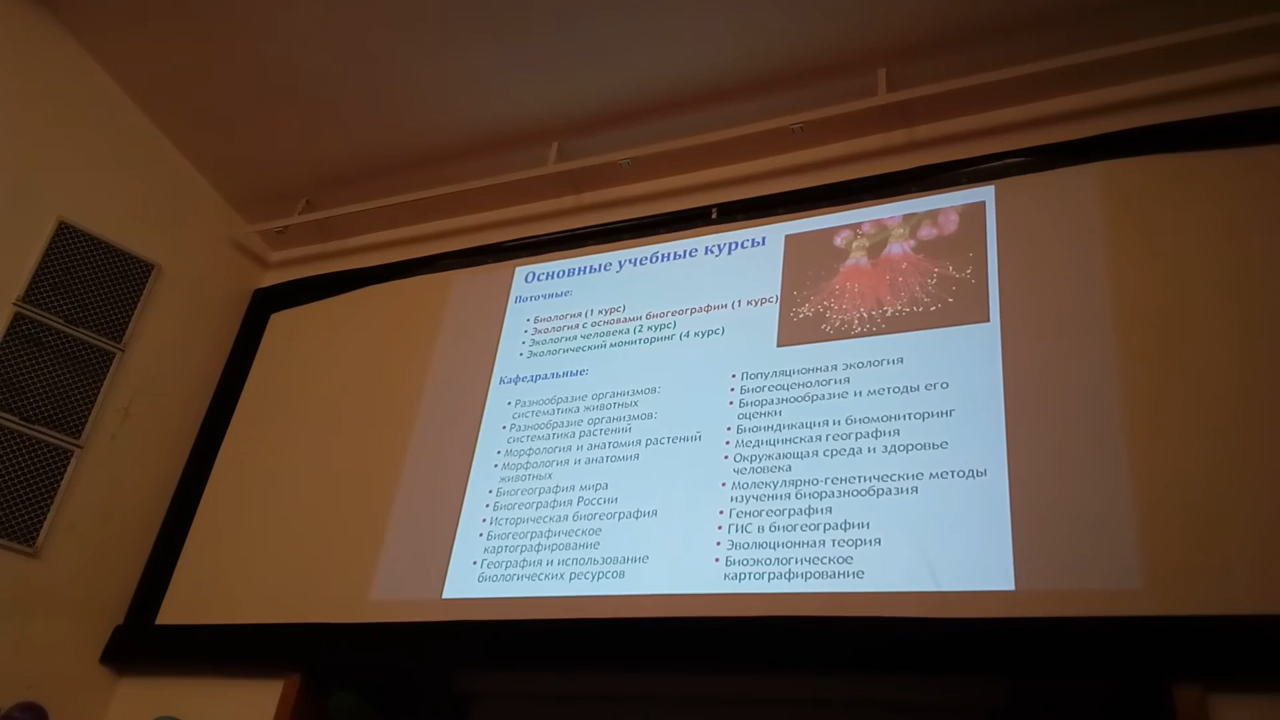 Основные учебные курсы
Поточные:
• Биология (1 курс)
• Экология с основами биогеографии (1 курс)
• Экология человека (2 курс)
• Экологический мониторинг (4 курс)
Кафедральные:
• Разнообразие организмов:
систематика животных
• Разнообразие организмов:
систематика растений
• Морфология и анатомия растений
• Морфология и анатомия
животных
• Биогеография мира
• Биогеография России
• Историческая биогеография
• Биогеографическое
картографирование
• География и использование
биологических ресурсов
• Популяционная экология
• Биогеоценология
• Биоразнообразие и методы его
оценки
• Биоиндикация и биомониторинг
• Медицинская география
• Окружающая среда и здоровье
человека
• Молекулярно-генетические методы
изучения биоразнообразия
• Геногеография
• ГИС в биогеографии
• Эволюционная теория
• Биоэкологическое
картографирование